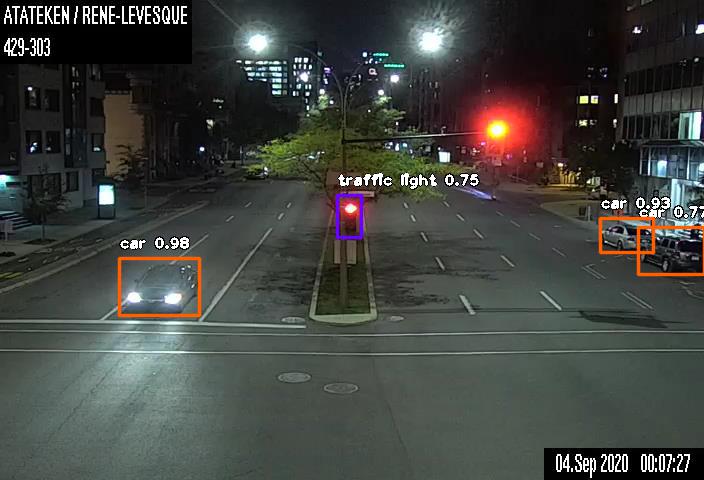 ATATEKEN / RENE-LEVESQUE
429-303
traffic light 0.75
car 0.93
car 0.77
car 0.98
04.Sep 2020 00:07:27